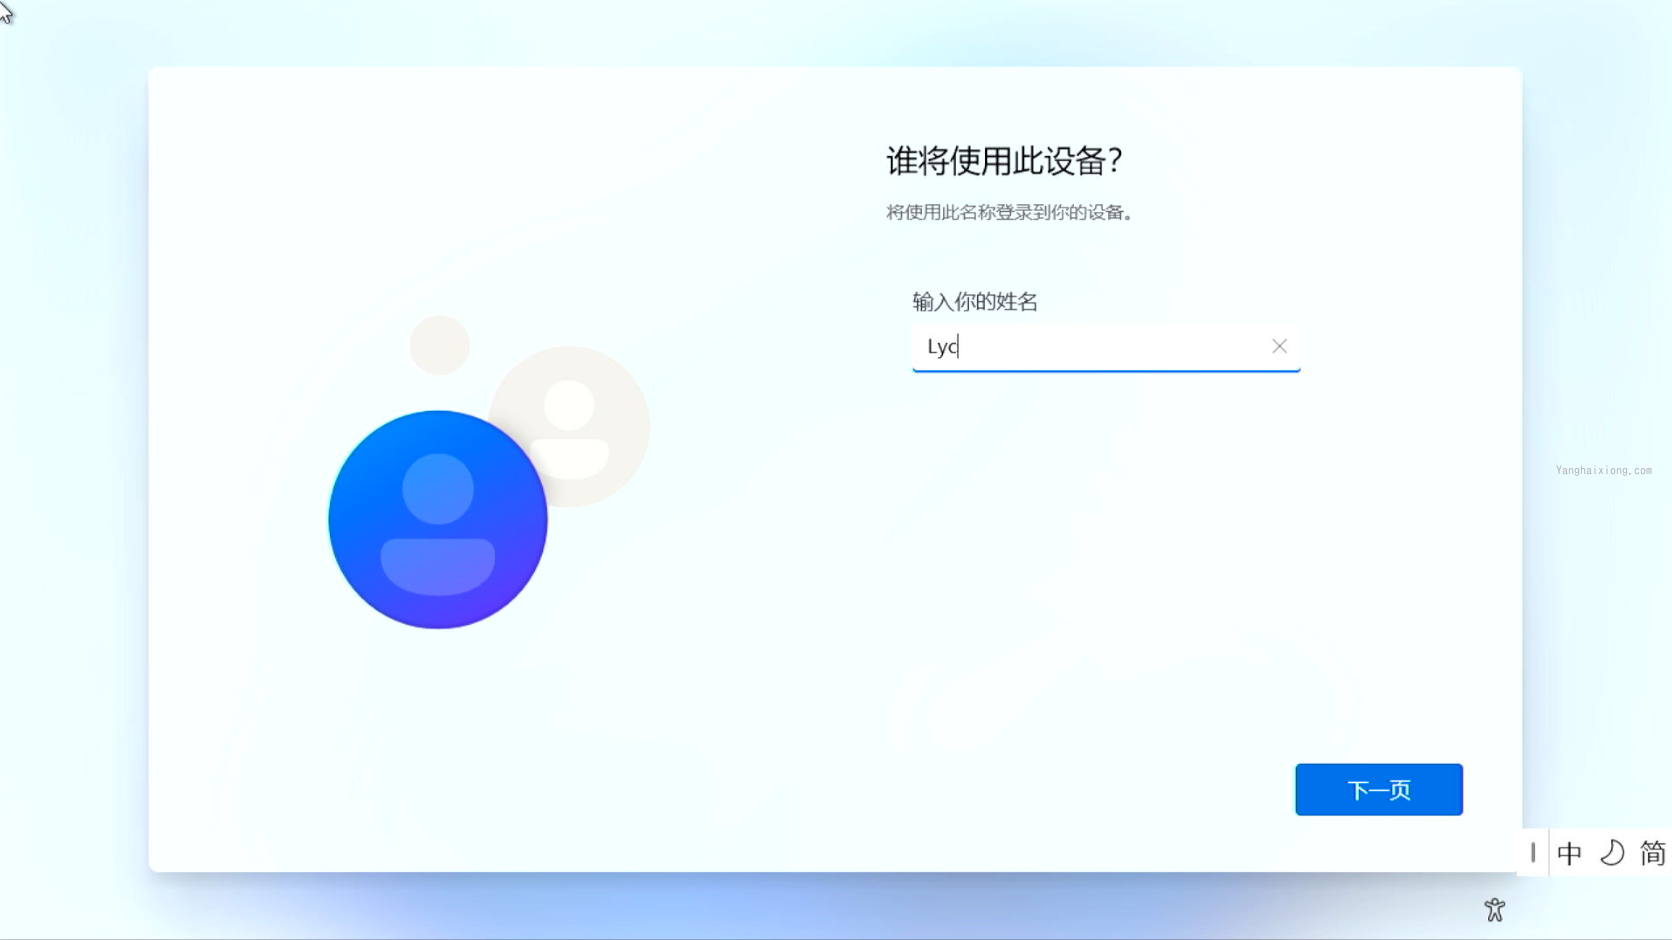 谁将使用此设备?
将使用此名称登录到你的设备。
输入你的姓名
Lyc
Yanghaixiong.com
下一页
中 简